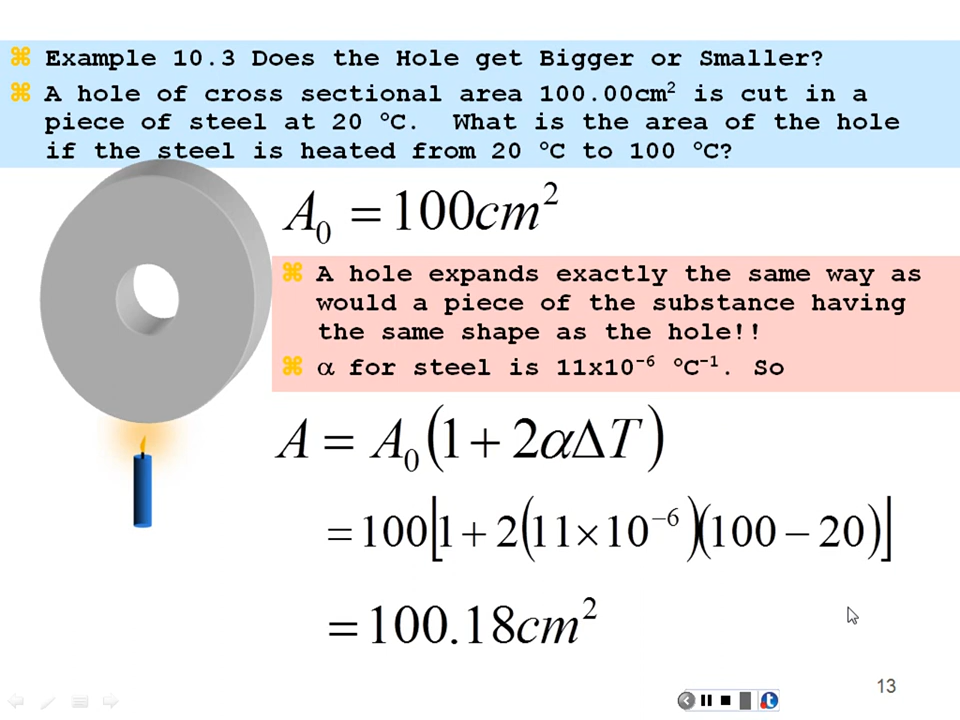 Example 10.3 Does the Hole get Bigger or Smaller?
A hole of cross sectional area 100.00cm² is cut in a
piece of steel at 20 °C. What is the area of the hole
if the steel is heated from 20 °C to 100 °C?
A₀ = 100cm²
A hole expands exactly the same way as
would a piece of the substance having
the same shape as the hole!!
α for steel is 11x10⁻⁶ °C⁻¹. So
A = A₀(1 + 2αΔT)
= 100[1 + 2(11×10⁻⁶)(100 − 20)]
= 100.18cm²
13